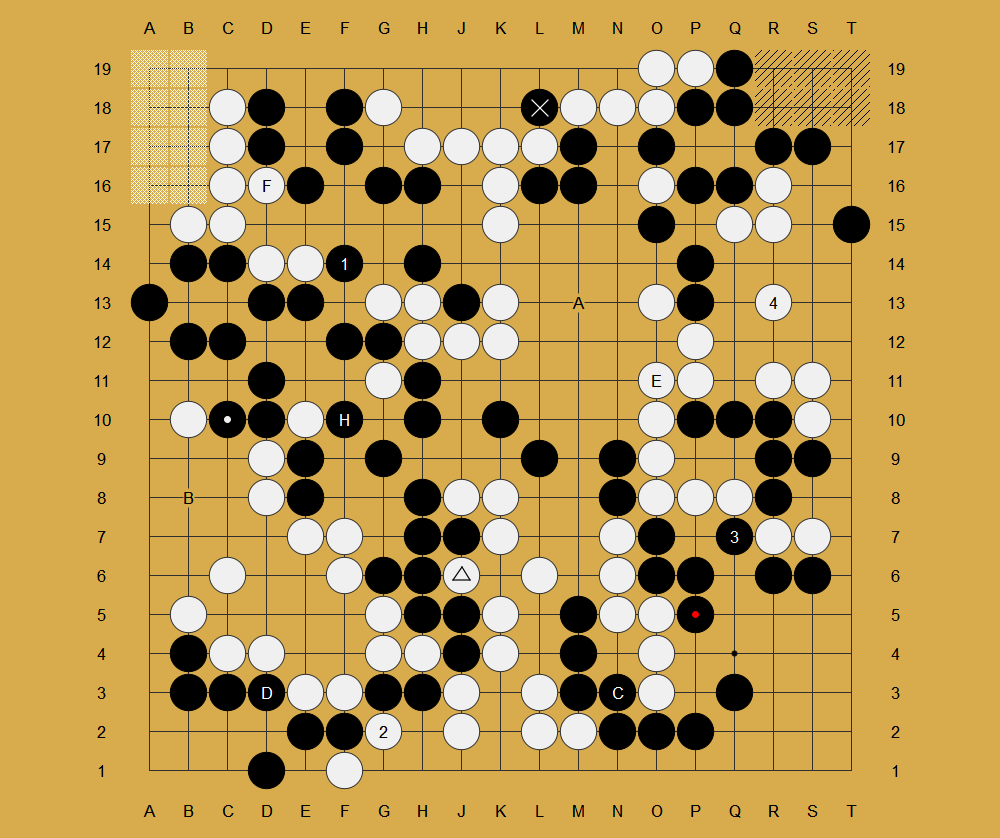 A B C D E F G H J K L M N O P Q R S T
19 19
18 18
17 17
16 F 16
15 15
14 1 14
13 A 4 13
12 12
11 E 11
10 H 10
9 9
8 B 8
7 3 7
6 6
5 5
4 4
3 D C 3
2 2 2
1 1
A B C D E F G H J K L M N O P Q R S T